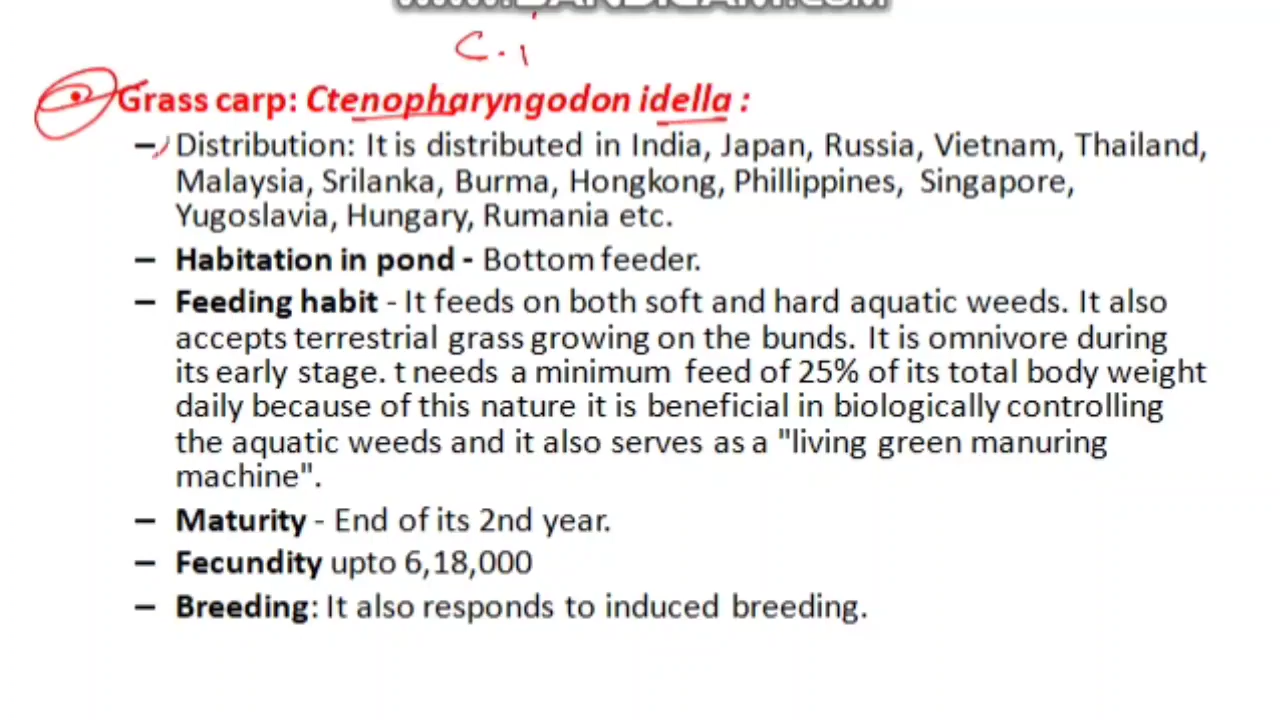 www.BANDICAM.com
C.i
Grass carp: Ctenopharyngodon idella :
– Distribution: It is distributed in India, Japan, Russia, Vietnam, Thailand,
Malaysia, Srilanka, Burma, Hongkong, Phillippines, Singapore,
Yugoslavia, Hungary, Rumania etc.
– Habitation in pond - Bottom feeder.
– Feeding habit - It feeds on both soft and hard aquatic weeds. It also
accepts terrestrial grass growing on the bunds. It is omnivore during
its early stage. t needs a minimum feed of 25% of its total body weight
daily because of this nature it is beneficial in biologically controlling
the aquatic weeds and it also serves as a "living green manuring
machine".
– Maturity - End of its 2nd year.
– Fecundity upto 6,18,000
– Breeding: It also responds to induced breeding.